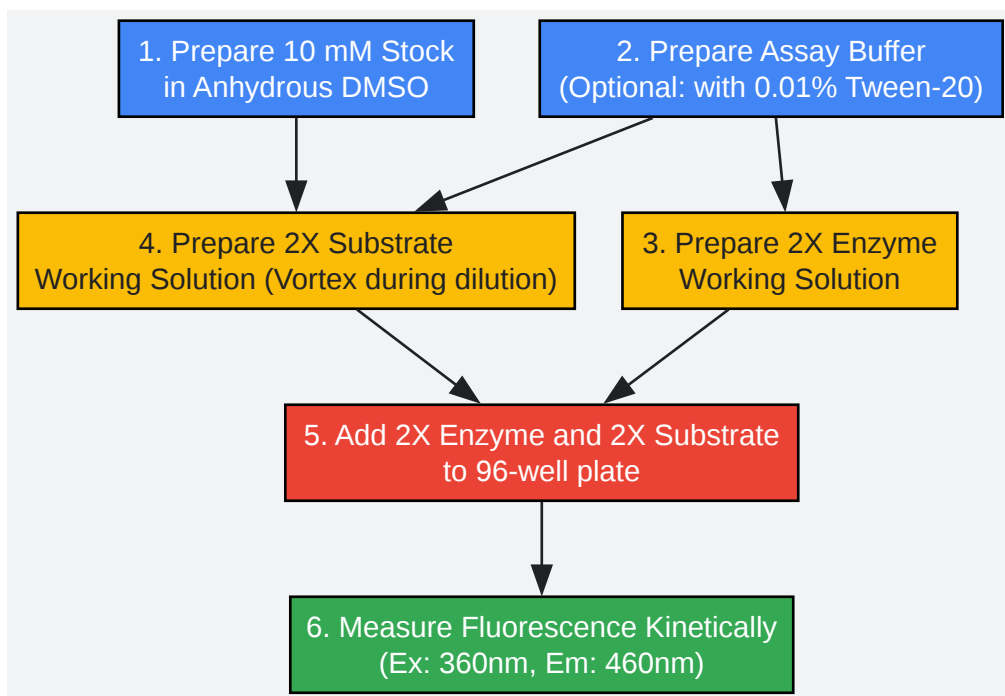 1. Prepare 10 mM Stock
in Anhydrous DMSO
2. Prepare Assay Buffer
(Optional: with 0.01% Tween-20)
4. Prepare 2X Substrate
Working Solution (Vortex during dilution)
3. Prepare 2X Enzyme
Working Solution
5. Add 2X Enzyme and 2X Substrate
to 96-well plate
6. Measure Fluorescence Kinetically
(Ex: 360nm, Em: 460nm)